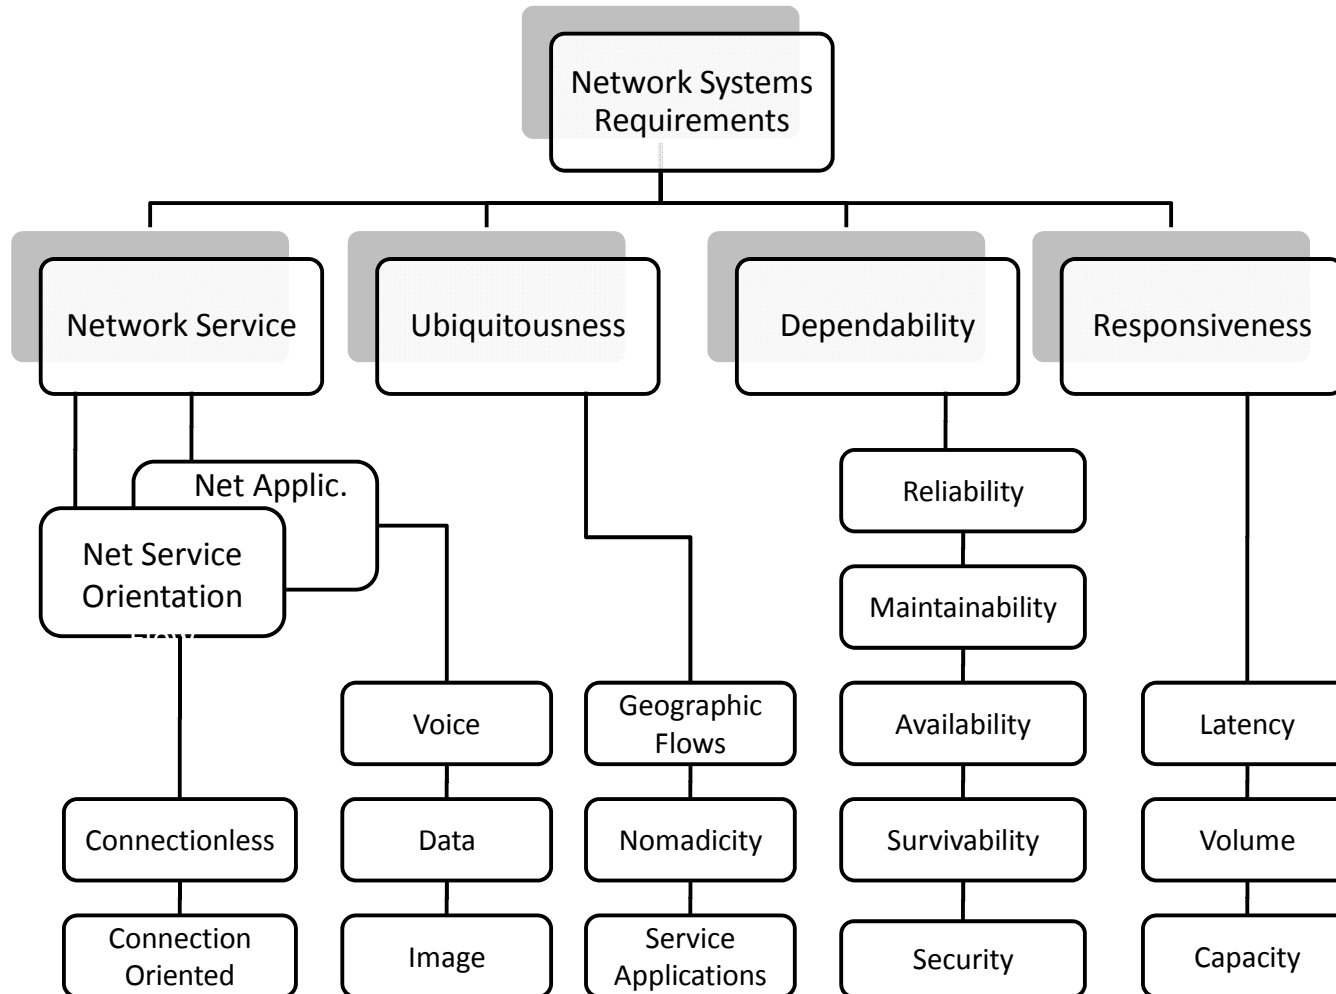 Network Systems
Requirements
Network Service
Ubiquitousness
Dependability
Responsiveness
Net Applic.
Net Service
Orientation
Flow
Reliability
Maintainability
Voice
Geographic
Flows
Availability
Latency
Connectionless
Data
Nomadicity
Survivability
Volume
Connection
Oriented
Image
Service
Applications
Security
Capacity